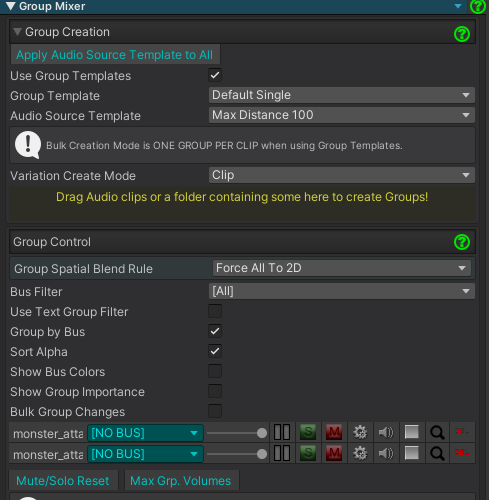 Group Mixer
Group Creation
Apply Audio Source Template to All
Use Group Templates
Group Template Default Single
Audio Source Template Max Distance 100
Bulk Creation Mode is ONE GROUP PER CLIP when using Group Templates.
Variation Create Mode Clip
Drag Audio clips or a folder containing some here to create Groups!
Group Control
Group Spatial Blend Rule Force All To 2D
Bus Filter [All]
Use Text Group Filter
Group by Bus
Sort Alpha
Show Bus Colors
Show Group Importance
Bulk Group Changes
monster_atta [NO BUS] S M
monster_atta [NO BUS] S M
Mute/Solo Reset Max Grp. Volumes